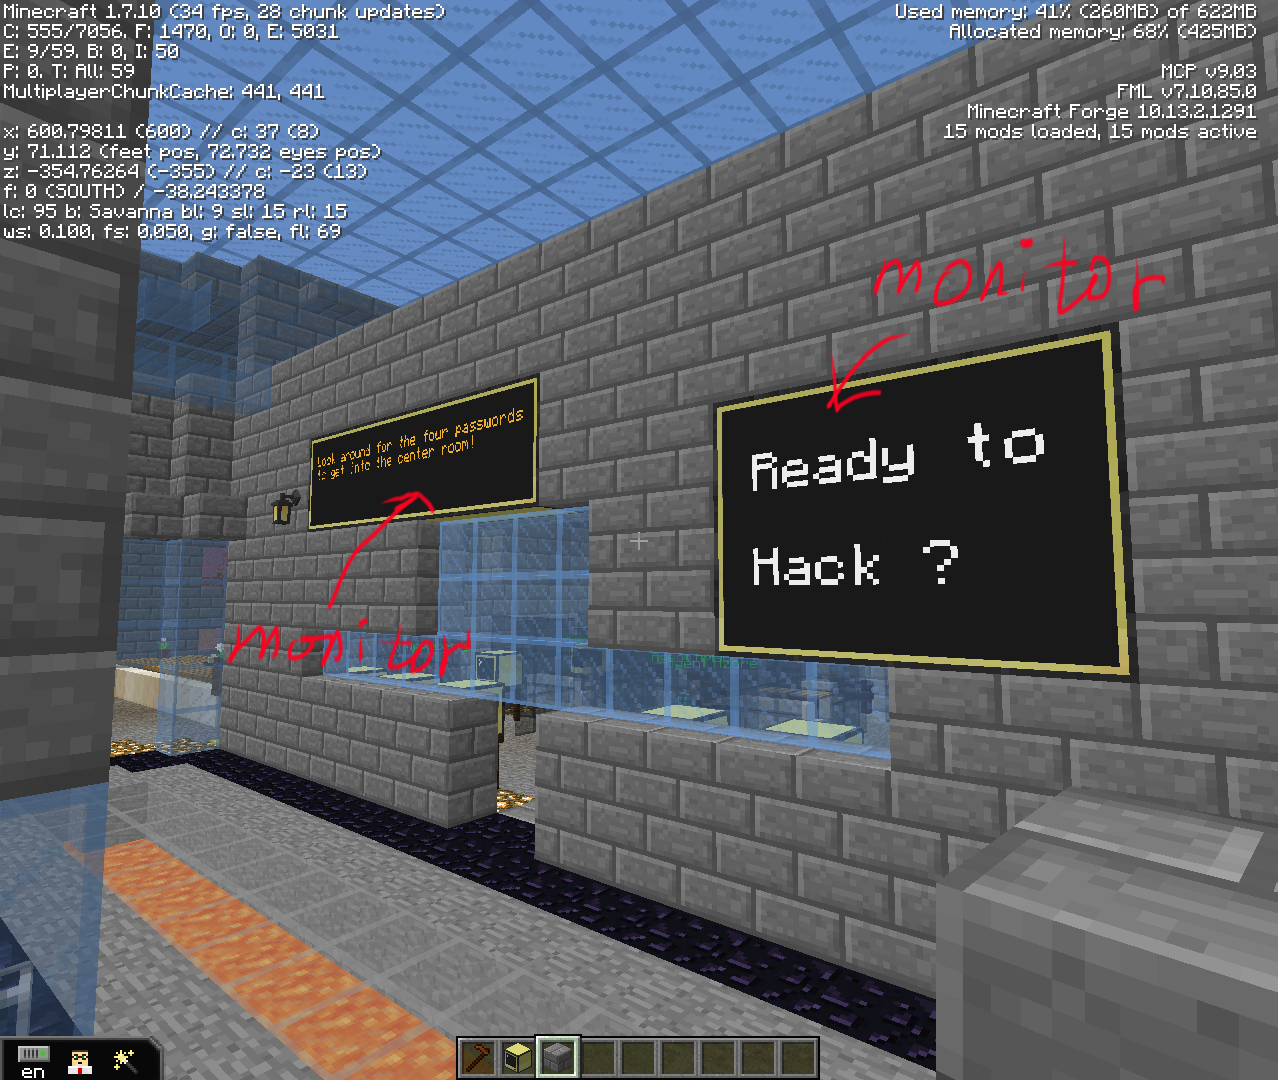 Minecraft 1.7.10 (34 fps, 28 chunk updates)
C: 555/7056. F: 1470, O: 0, E: 5031
E: 9/59. B: 0, I: 50
P: 0. T: All: 59
MultiplayerChunkCache: 441, 441
x: 600.79811 (600) // c: 37 (8)
y: 71.112 (feet pos, 72.732 eyes pos)
z: -354.76264 (-355) // c: -23 (13)
f: 0 (SOUTH) / -38.243378
lc: 95 b: Savanna bl: 9 sl: 15 rl: 15
ws: 0.100, fs: 0.050, g: false, fl: 69
Used memory: 41% (260MB) of 622MB
Allocated memory: 68% (425MB)
MCP v9.03
FML v7.10.85.0
Minecraft Forge 10.13.2.1291
15 mods loaded, 15 mods active
monitor
Look around for the four passwords
to get into the center room!
Ready to
Hack ?
monitor
en